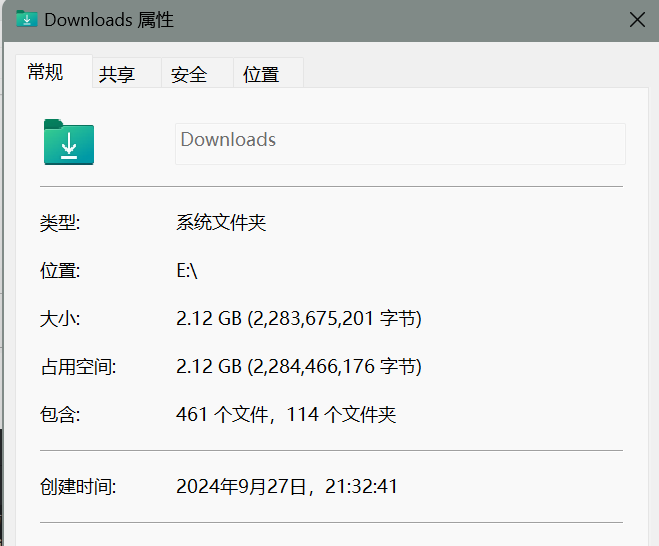 Downloads 属性
常规 共享 安全 位置
Downloads
类型: 系统文件夹
位置: E:\
大小: 2.12 GB (2,283,675,201 字节)
占用空间: 2.12 GB (2,284,466,176 字节)
包含: 461 个文件，114 个文件夹
创建时间: 2024年9月27日，21:32:41